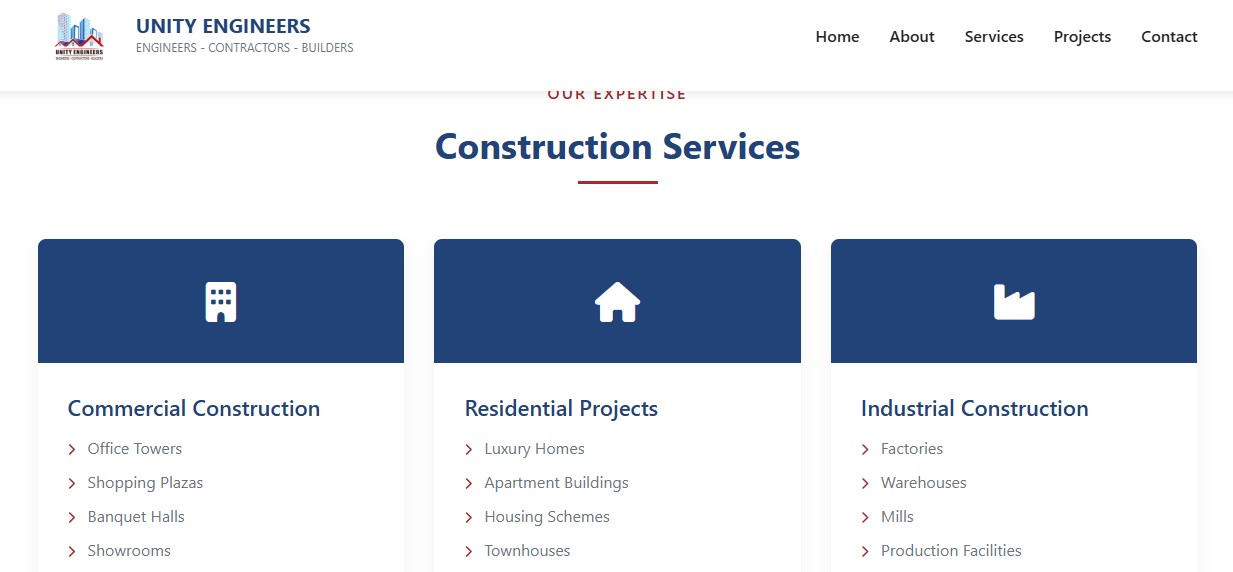 UNITY ENGINEERS
UNITY ENGINEERS
ENGINEERS - CONTRACTORS - BUILDERS
Home
About
Services
Projects
Contact
OUR EXPERTISE
Construction Services
Commercial Construction
Office Towers
Shopping Plazas
Banquet Halls
Showrooms
Residential Projects
Luxury Homes
Apartment Buildings
Housing Schemes
Townhouses
Industrial Construction
Factories
Warehouses
Mills
Production Facilities